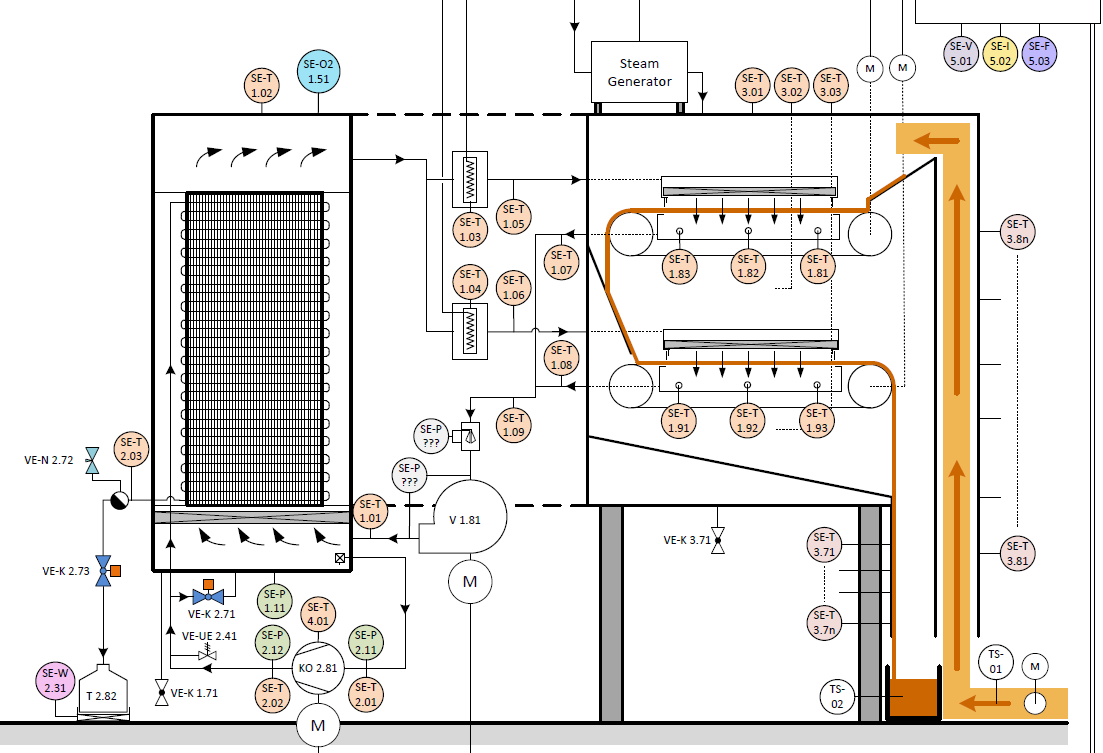 SE-V
5.01
SE-I
5.02
SE-F
5.03
Steam
Generator
M
M
SE-O2
1.51
SE-T
1.02
SE-T
3.01
SE-T
3.02
SE-T
3.03
SE-T
1.03
SE-T
1.05
SE-T
1.07
SE-T
1.83
SE-T
1.82
SE-T
1.81
SE-T
3.8n
SE-T
1.04
SE-T
1.06
SE-T
1.08
SE-T
1.09
SE-T
1.91
SE-T
1.92
SE-T
1.93
SE-P
???
SE-P
???
SE-T
2.03
VE-N 2.72
SE-T
1.01
V 1.81
VE-K 3.71
SE-T
3.71
SE-T
3.81
VE-K 2.73
M
VE-K 2.71
SE-P
1.11
SE-T
4.01
SE-T
3.7n
VE-UE 2.41
SE-P
2.12
SE-P
2.11
KO 2.81
SE-W
2.31
T 2.82
VE-K 1.71
SE-T
2.02
SE-T
2.01
M
TS-
01
M
TS-
02